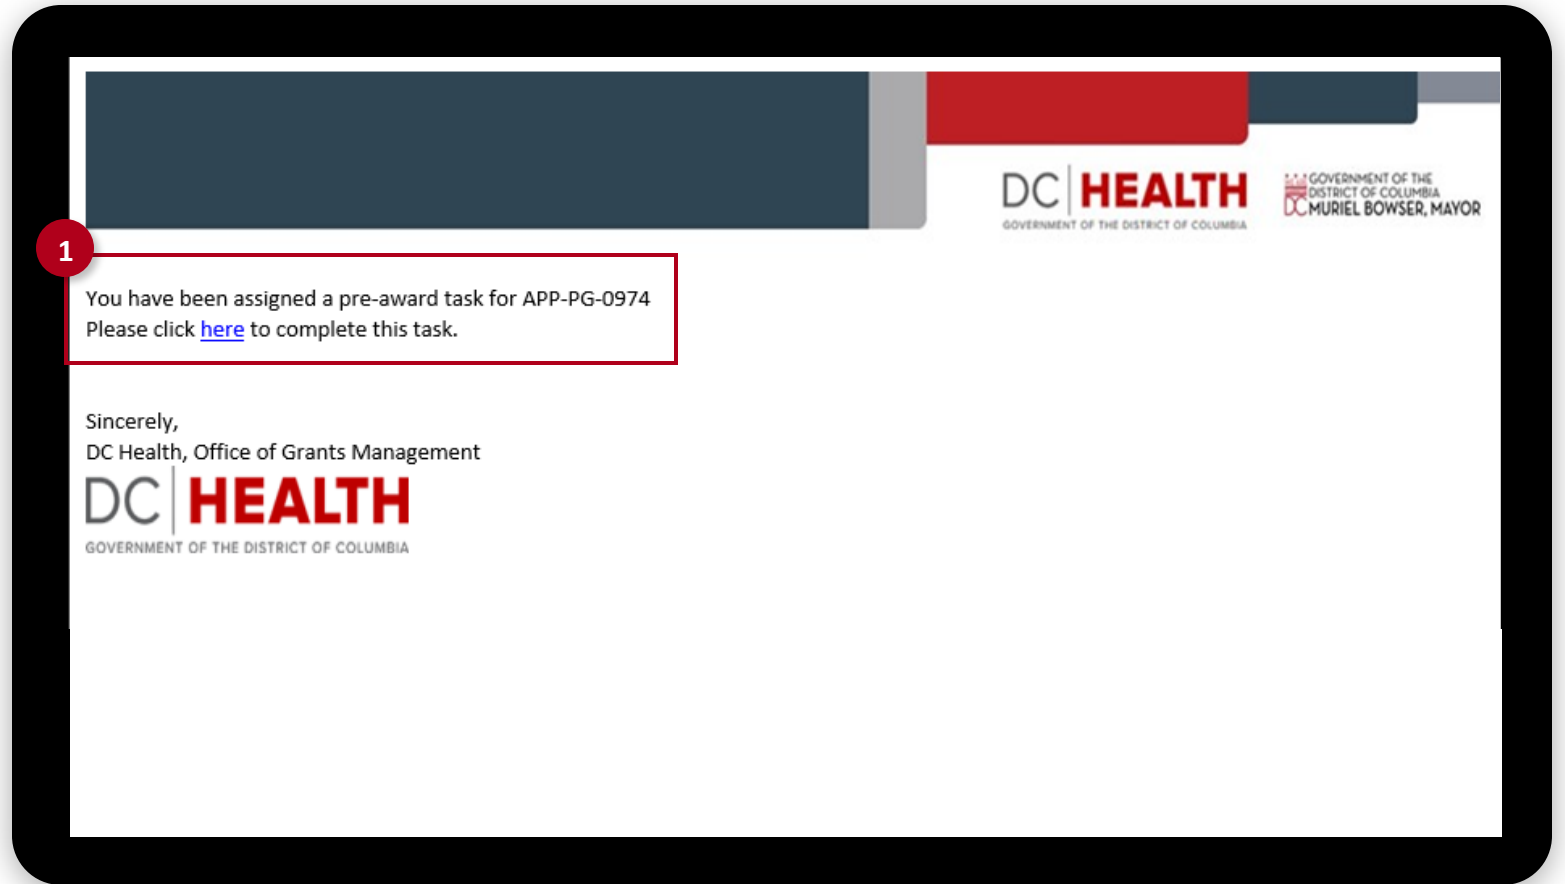 DC HEALTH
GOVERNMENT OF THE DISTRICT OF COLUMBIA
GOVERNMENT OF THE
DISTRICT OF COLUMBIA
DC MURIEL BOWSER, MAYOR
1
You have been assigned a pre-award task for APP-PG-0974
Please click here to complete this task.
Sincerely,
DC Health, Office of Grants Management
DC HEALTH
GOVERNMENT OF THE DISTRICT OF COLUMBIA